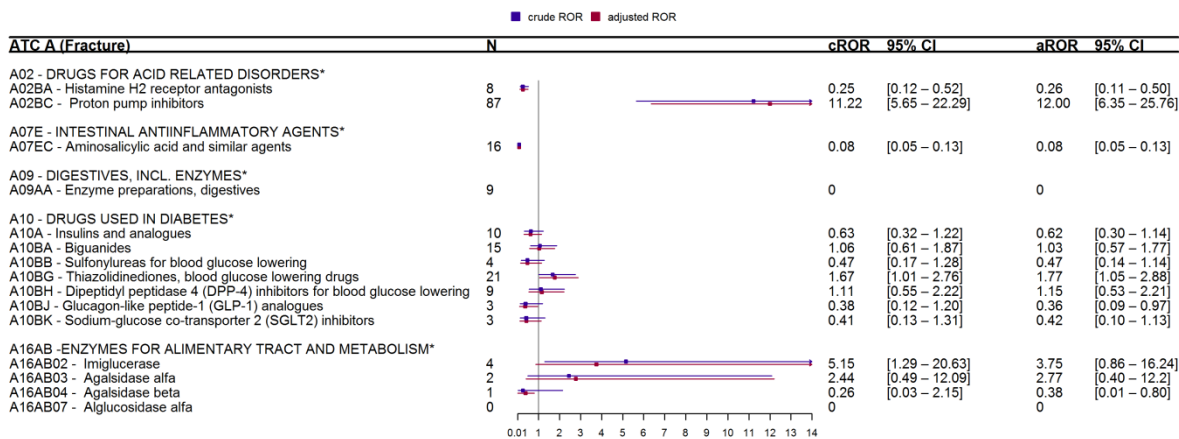 crude ROR adjusted ROR
ATC A (Fracture) N cROR 95% CI aROR 95% CI
A02 - DRUGS FOR ACID RELATED DISORDERS*
A02BA - Histamine H2 receptor antagonists 8 0.25 [0.12 – 0.52] 0.26 [0.11 – 0.50]
A02BC - Proton pump inhibitors 87 11.22 [5.65 – 22.29] 12.00 [6.35 – 25.76]
A07E - INTESTINAL ANTIINFLAMMATORY AGENTS*
A07EC - Aminosalicylic acid and similar agents 16 0.08 [0.05 – 0.13] 0.08 [0.05 – 0.13]
A09 - DIGESTIVES, INCL. ENZYMES*
A09AA - Enzyme preparations, digestives 9 0 0
A10 - DRUGS USED IN DIABETES*
A10A - Insulins and analogues 10 0.63 [0.32 – 1.22] 0.62 [0.30 – 1.14]
A10BA - Biguanides 15 1.06 [0.61 – 1.87] 1.03 [0.57 – 1.77]
A10BB - Sulfonylureas for blood glucose lowering 4 0.47 [0.17 – 1.28] 0.47 [0.14 – 1.14]
A10BG - Thiazolidinediones, blood glucose lowering drugs 21 1.67 [1.01 – 2.76] 1.77 [1.05 – 2.88]
A10BH - Dipeptidyl peptidase 4 (DPP-4) inhibitors for blood glucose lowering 9 1.11 [0.55 – 2.22] 1.15 [0.53 – 2.21]
A10BJ - Glucagon-like peptide-1 (GLP-1) analogues 3 0.38 [0.12 – 1.20] 0.36 [0.09 – 0.97]
A10BK - Sodium-glucose co-transporter 2 (SGLT2) inhibitors 3 0.41 [0.13 – 1.31] 0.42 [0.10 – 1.13]
A16AB -ENZYMES FOR ALIMENTARY TRACT AND METABOLISM*
A16AB02 - Imiglucerase 4 5.15 [1.29 – 20.63] 3.75 [0.86 – 16.24]
A16AB03 - Agalsidase alfa 2 2.44 [0.49 – 12.09] 2.77 [0.40 – 12.2]
A16AB04 - Agalsidase beta 1 0.26 [0.03 – 2.15] 0.38 [0.01 – 0.80]
A16AB07 - Alglucosidase alfa 0 0 0
0.01 1 2 3 4 5 6 7 8 9 10 11 12 13 14